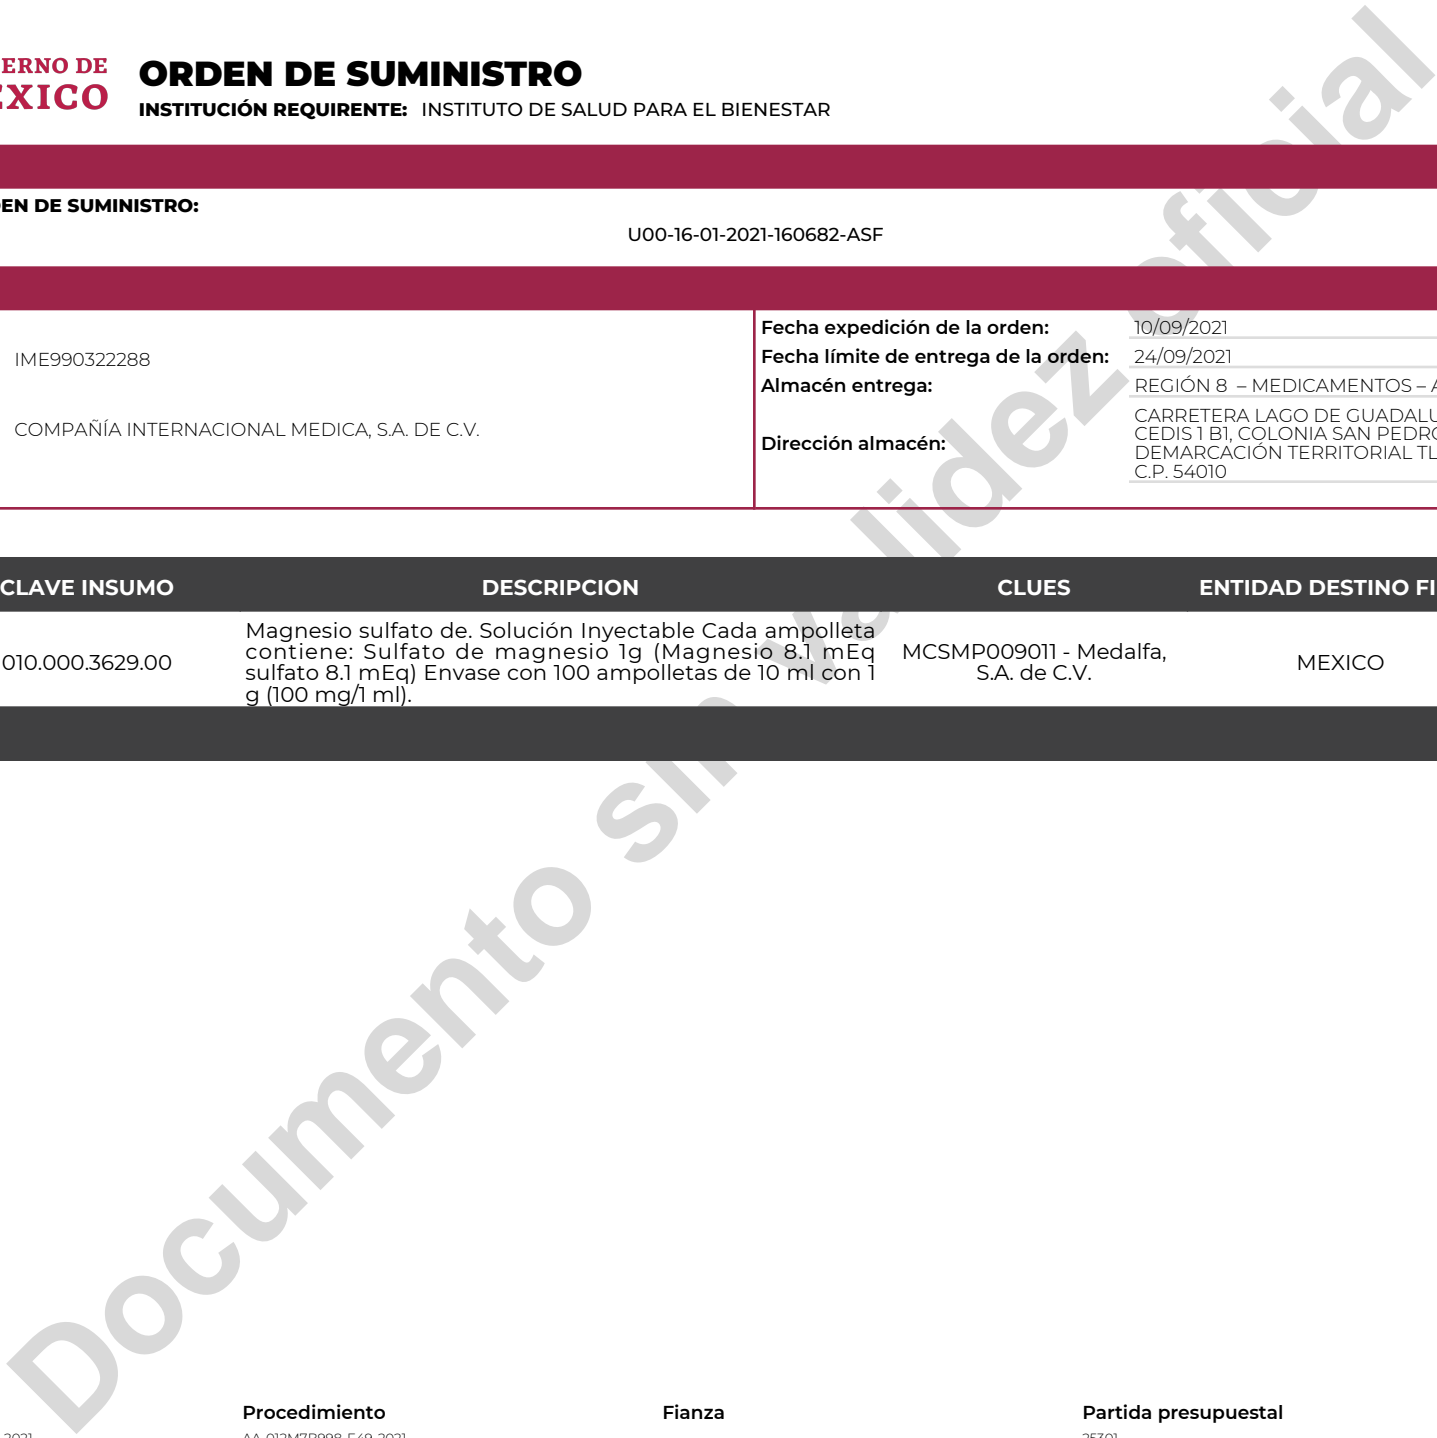 ERNO DE
EXICO
ORDEN DE SUMINISTRO
INSTITUCIÓN REQUIRENTE: INSTITUTO DE SALUD PARA EL BIENESTAR
EN DE SUMINISTRO:
U00-16-01-2021-160682-ASF
IME990322288
COMPAÑÍA INTERNACIONAL MEDICA, S.A. DE C.V.
Fecha expedición de la orden: 10/09/2021
Fecha límite de entrega de la orden: 24/09/2021
Almacén entrega: REGIÓN 8 – MEDICAMENTOS – A
Dirección almacén:
CARRETERA LAGO DE GUADALU
CEDIS 1 B1, COLONIA SAN PEDRO
DEMARCACIÓN TERRITORIAL TL
C.P. 54010
CLAVE INSUMO DESCRIPCION CLUES ENTIDAD DESTINO FI
010.000.3629.00
Magnesio sulfato de. Solución Inyectable Cada ampolleta
contiene: Sulfato de magnesio 1g (Magnesio 8.1 mEq
sulfato 8.1 mEq) Envase con 100 ampolletas de 10 ml con 1
g (100 mg/1 ml).
MCSMP009011 - Medalfa,
S.A. de C.V.
MEXICO
Documento sin validez oficial
Procedimiento Fianza Partida presupuestal